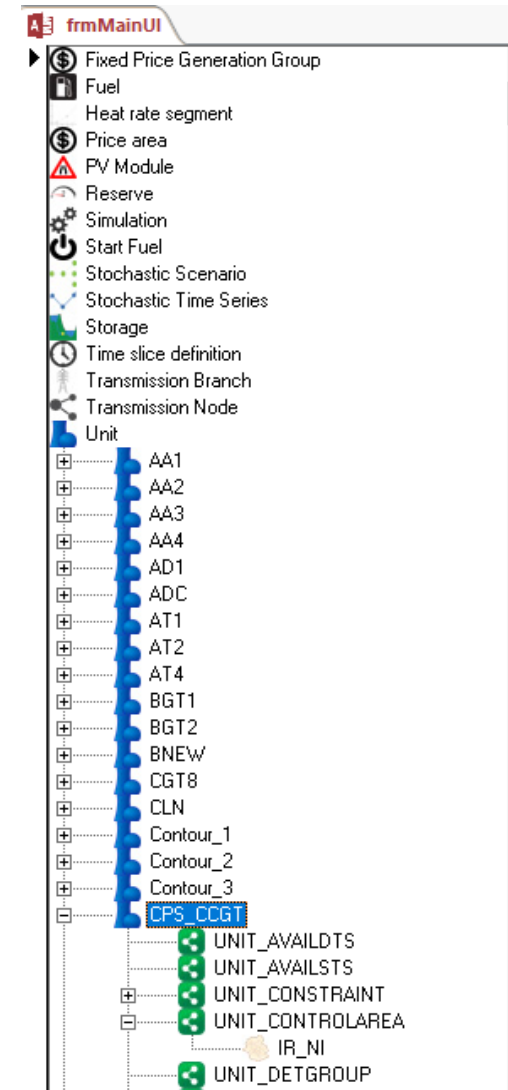 frmMainUI
Fixed Price Generation Group
Fuel
Heat rate segment
Price area
PV Module
Reserve
Simulation
Start Fuel
Stochastic Scenario
Stochastic Time Series
Storage
Time slice definition
Transmission Branch
Transmission Node
Unit
AA1
AA2
AA3
AA4
AD1
ADC
AT1
AT2
AT4
BGT1
BGT2
BNEW
CGT8
CLN
Contour_1
Contour_2
Contour_3
CPS_CCGT
UNIT_AVAILDTS
UNIT_AVAILSTS
UNIT_CONSTRAINT
UNIT_CONTROLAREA
IR_NI
UNIT_DETGROUP